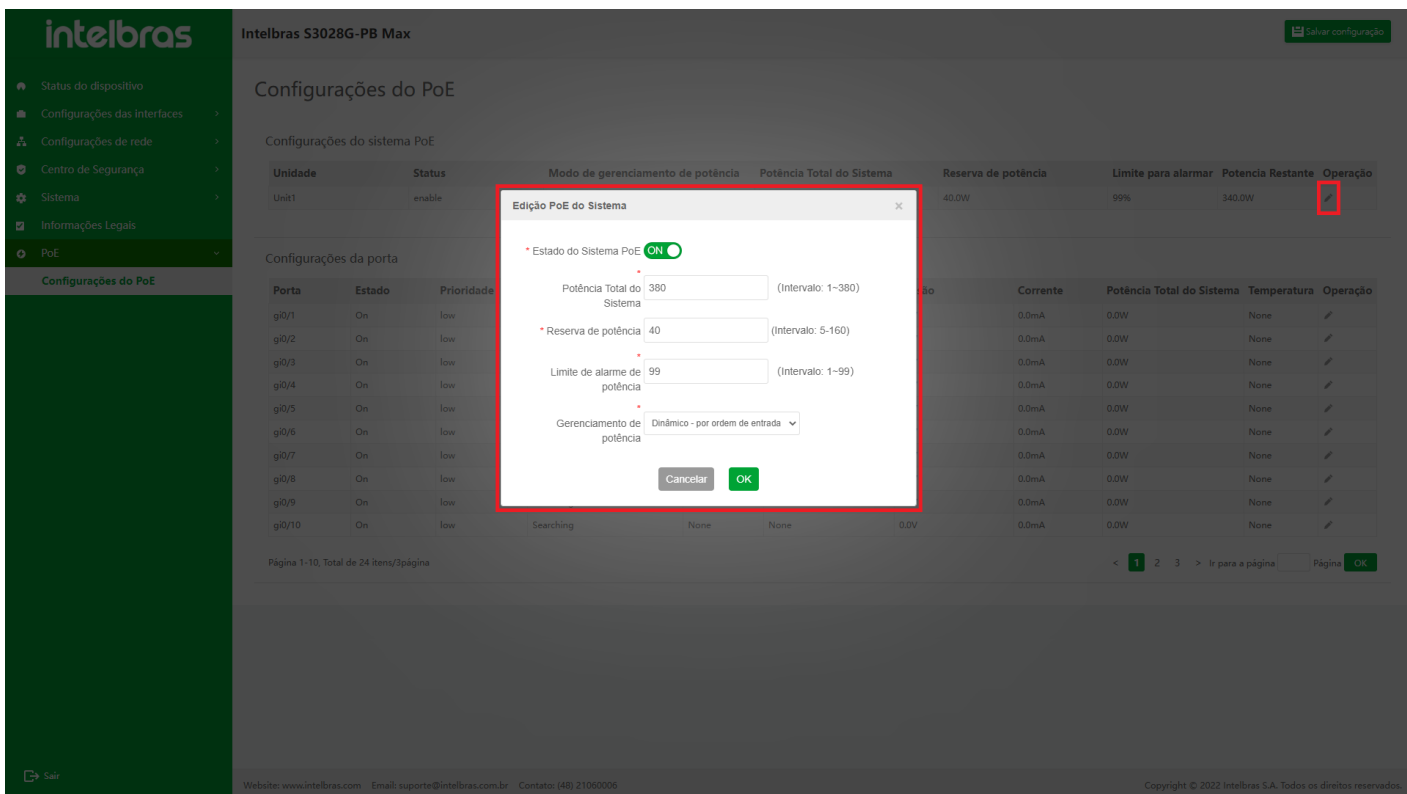 intelbras
Intelbras S3028G-PB Max
Salvar configuração
Status do dispositivo
Configurações das interfaces
Configurações de rede
Centro de Segurança
Sistema
Informações Legais
PoE
Configurações do PoE
Sair
Configurações do PoE
Configurações do sistema PoE
Unidade Status Modo de gerenciamento de potência Potência Total do Sistema Reserva de potência Limite para alarmar Potencia Restante Operação
Unit1 enable 40.0W 99% 340.0W
Edição PoE do Sistema ×
* Estado do Sistema PoE ON
*
Potência Total do 380 (Intervalo: 1~380)
Sistema
* Reserva de potência 40 (Intervalo: 5-160)
*
Limite de alarme de 99 (Intervalo: 1~99)
potência
*
Gerenciamento de Dinâmico - por ordem de entrada
potência
Cancelar OK
Configurações da porta
Porta Estado Prioridade Corrente Potência Total do Sistema Temperatura Operação
gi0/1 On low 0.0mA 0.0W None
gi0/2 On low 0.0mA 0.0W None
gi0/3 On low 0.0mA 0.0W None
gi0/4 On low 0.0mA 0.0W None
gi0/5 On low 0.0mA 0.0W None
gi0/6 On low 0.0mA 0.0W None
gi0/7 On low 0.0mA 0.0W None
gi0/8 On low 0.0mA 0.0W None
gi0/9 On low 0.0mA 0.0W None
gi0/10 On low Searching None None 0.0V 0.0mA 0.0W None
Página 1-10, Total de 24 itens/3página < 1 2 3 > Ir para a página Página OK
Website: www.intelbras.com Email: suporte@intelbras.com.br Contato: (48) 21060006 Copyright © 2022 Intelbras S.A. Todos os direitos reservados.